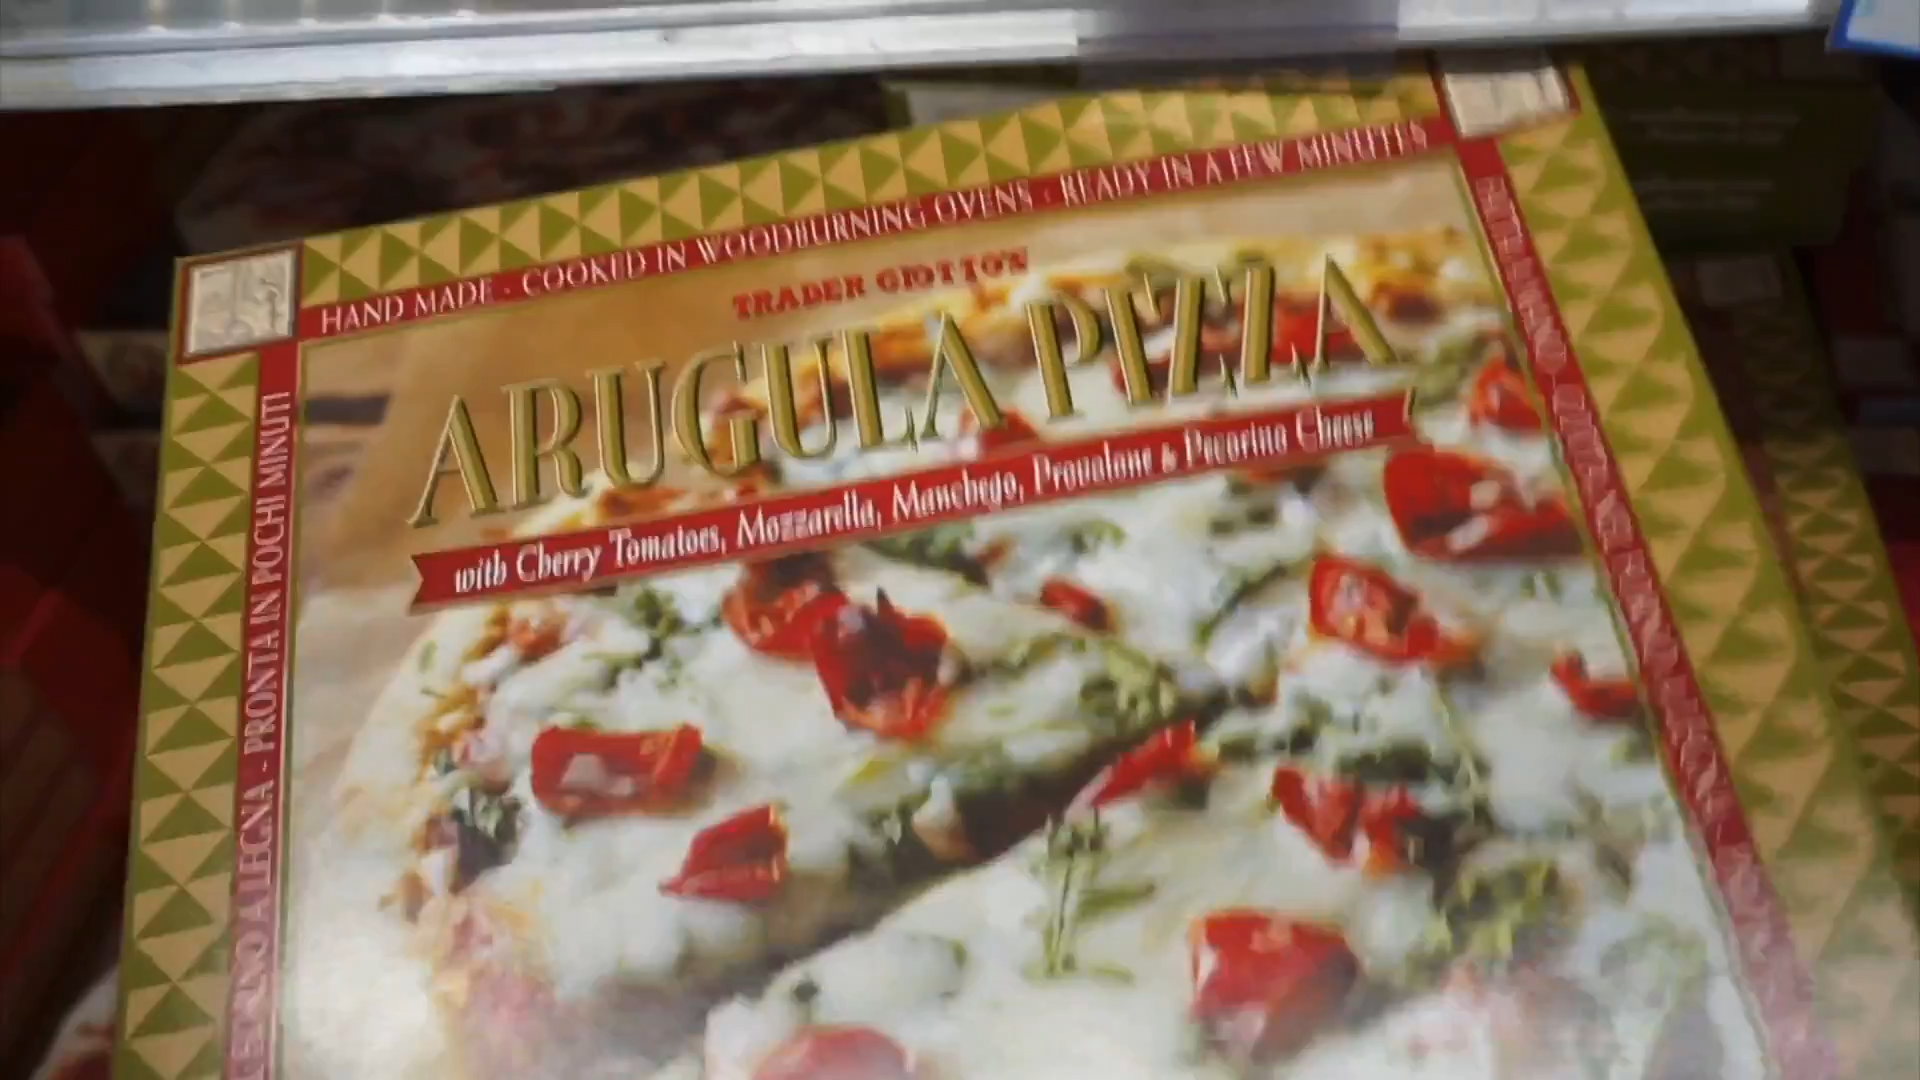 HAND MADE - COOKED IN WOODBURNING OVENS - READY IN A FEW MINUTES
TRADER GIOTTO'S
ARUGULA PIZZA
with Cherry Tomatoes, Mozzarella, Manchego, Provolone & Pecorino Cheese
ALEGNA - PRONTA IN POCHI MINUTI